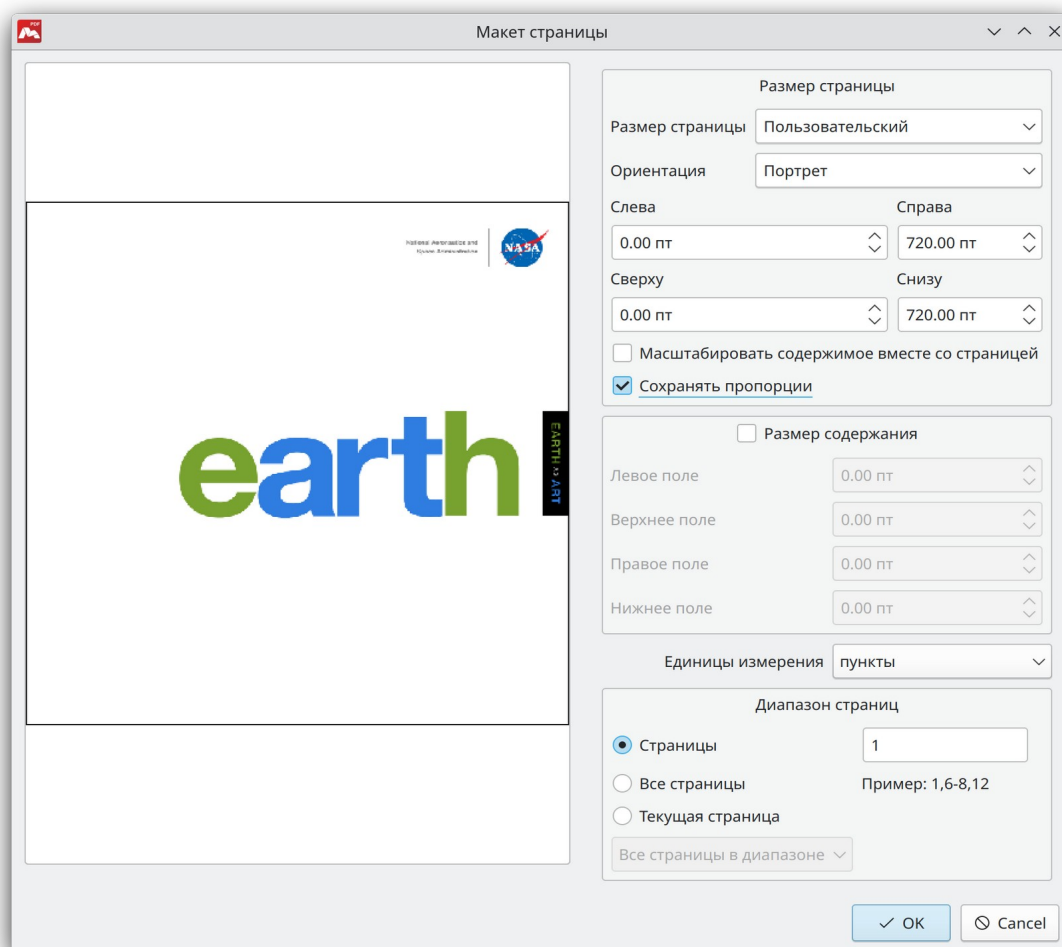 PDF
Макет страницы
National Aeronautics and
NASA
earth
EARTH AS ART
Размер страницы
Размер страницы Пользовательский
Ориентация Портрет
Слева Справа
0.00 пт 720.00 пт
Сверху Снизу
0.00 пт 720.00 пт
Масштабировать содержимое вместе со страницей
Сохранять пропорции
Размер содержания
Левое поле 0.00 пт
Верхнее поле 0.00 пт
Правое поле 0.00 пт
Нижнее поле 0.00 пт
Единицы измерения пункты
Диапазон страниц
Страницы 1
Все страницы Пример: 1,6-8,12
Текущая страница
Все страницы в диапазоне
OK Cancel